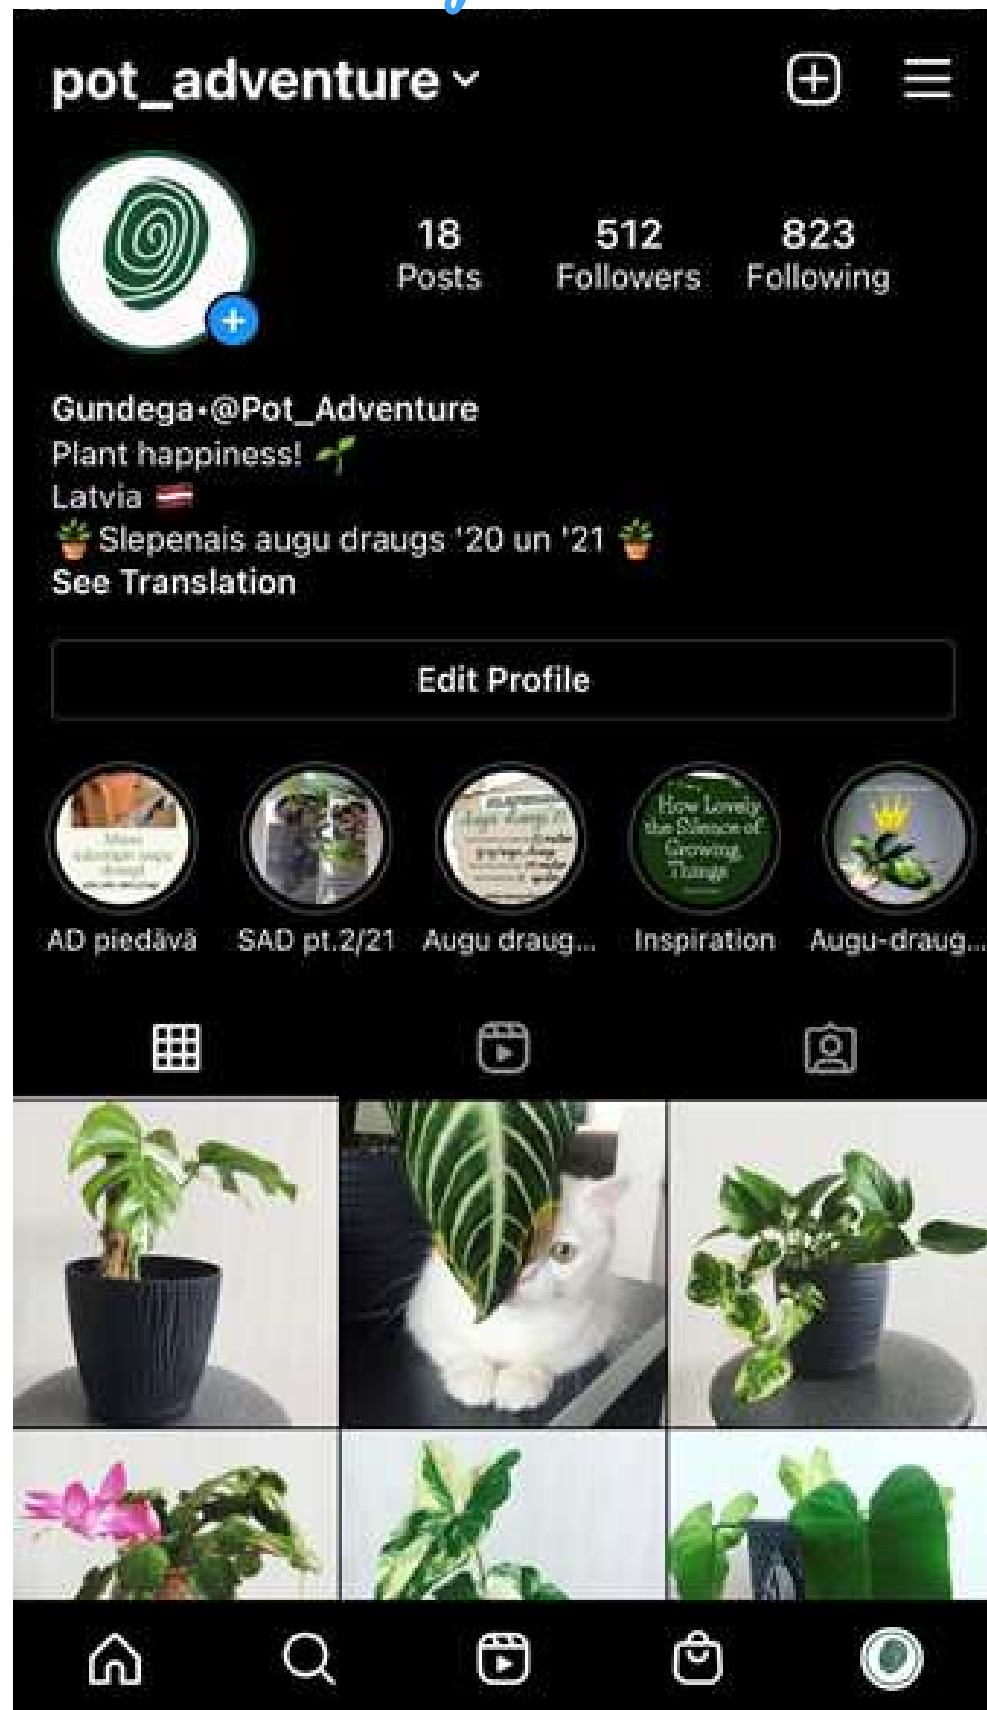 pot_adventure
18 512 823
Posts Followers Following
Gundega•@Pot_Adventure
Plant happiness! 🌱
Latvia 🇱🇻
🪴Slepenais augu draugs '20 un '21 🪴
See Translation
Edit Profile
How Lovely
the Silence of
Growing
Things
AD piedāvā SAD pt.2/21 Augu draug... Inspiration Augu-draug...